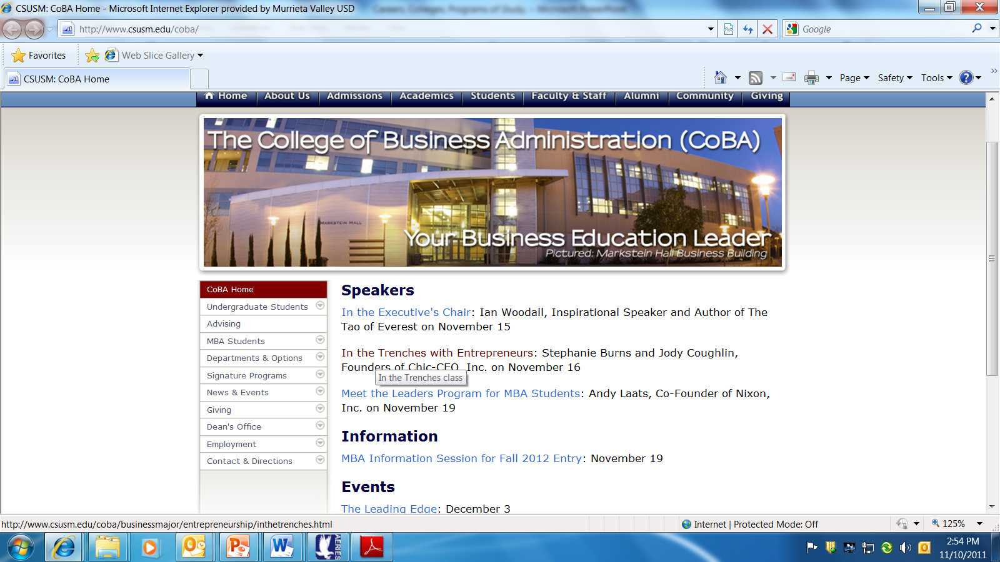 CSUSM: CoBA Home - Microsoft Internet Explorer provided by Murrieta Valley USD
http://www.csusm.edu/coba/
Google
Favorites
Web Slice Gallery
CSUSM: CoBA Home
Page
Safety
Tools
Home
About Us
Admissions
Academics
Students
Faculty & Staff
Alumni
Community
Giving
The College of Business Administration (CoBA)
MARKSTEIN HALL
Your Business Education Leader
Pictured: Markstein Hall Business Building
CoBA Home
Undergraduate Students
Advising
MBA Students
Departments & Options
Signature Programs
News & Events
Giving
Dean's Office
Employment
Contact & Directions
Speakers
In the Executive's Chair: Ian Woodall, Inspirational Speaker and Author of The
Tao of Everest on November 15
In the Trenches with Entrepreneurs: Stephanie Burns and Jody Coughlin,
Founders of Chic-CEO, Inc. on November 16
In the Trenches class
Meet the Leaders Program for MBA Students: Andy Laats, Co-Founder of Nixon,
Inc. on November 19
Information
MBA Information Session for Fall 2012 Entry: November 19
Events
The Leading Edge: December 3
http://www.csusm.edu/coba/businessmajor/entrepreneurship/inthetrenches.html
Internet | Protected Mode: Off
125%
AERIES
2:54 PM
11/10/2011